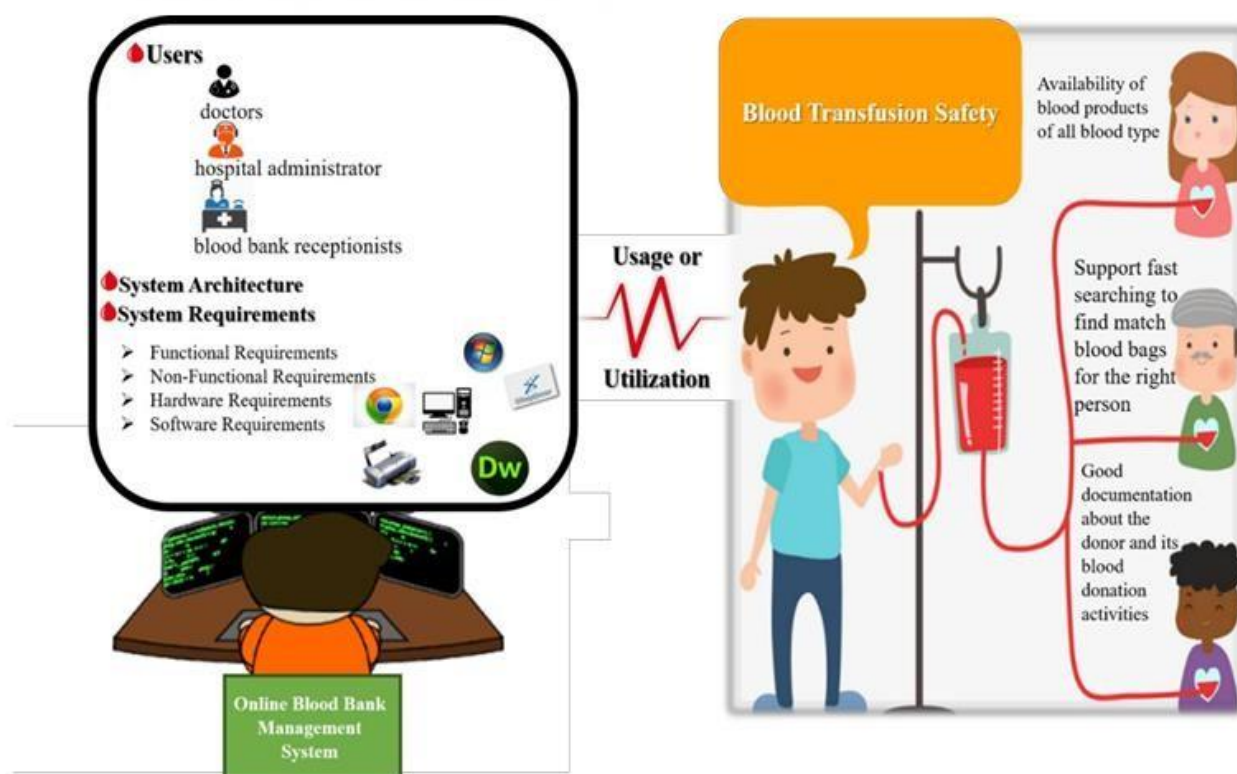 Users
doctors
hospital administrator
blood bank receptionists
System Architecture
System Requirements
Functional Requirements
Non-Functional Requirements
Hardware Requirements
Software Requirements
Dw
Online Blood Bank
Management
System
Usage or
Utilization
Blood Transfusion Safety
Availability of
blood products
of all blood type
Support fast
searching to
find match
blood bags
for the right
person
Good
documentation
about the
donor and its
blood
donation
activities